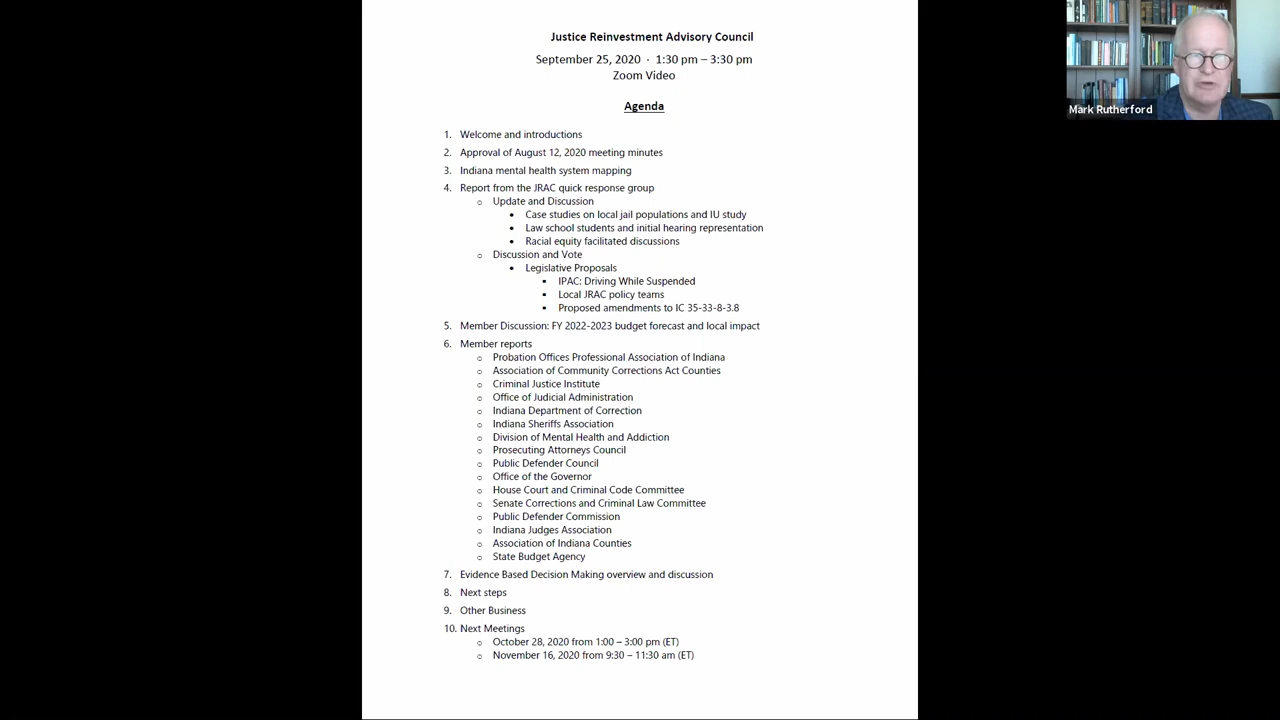 Justice Reinvestment Advisory Council
September 25, 2020 · 1:30 pm – 3:30 pm
Zoom Video
Agenda
1. Welcome and introductions
2. Approval of August 12, 2020 meeting minutes
3. Indiana mental health system mapping
4. Report from the JRAC quick response group
o Update and Discussion
• Case studies on local jail populations and IU study
• Law school students and initial hearing representation
• Racial equity facilitated discussions
o Discussion and Vote
• Legislative Proposals
▪ IPAC: Driving While Suspended
▪ Local JRAC policy teams
▪ Proposed amendments to IC 35-33-8-3.8
5. Member Discussion: FY 2022-2023 budget forecast and local impact
6. Member reports
o Probation Offices Professional Association of Indiana
o Association of Community Corrections Act Counties
o Criminal Justice Institute
o Office of Judicial Administration
o Indiana Department of Correction
o Indiana Sheriffs Association
o Division of Mental Health and Addiction
o Prosecuting Attorneys Council
o Public Defender Council
o Office of the Governor
o House Court and Criminal Code Committee
o Senate Corrections and Criminal Law Committee
o Public Defender Commission
o Indiana Judges Association
o Association of Indiana Counties
o State Budget Agency
7. Evidence Based Decision Making overview and discussion
8. Next steps
9. Other Business
10. Next Meetings
o October 28, 2020 from 1:00 – 3:00 pm (ET)
o November 16, 2020 from 9:30 – 11:30 am (ET)
Mark Rutherford